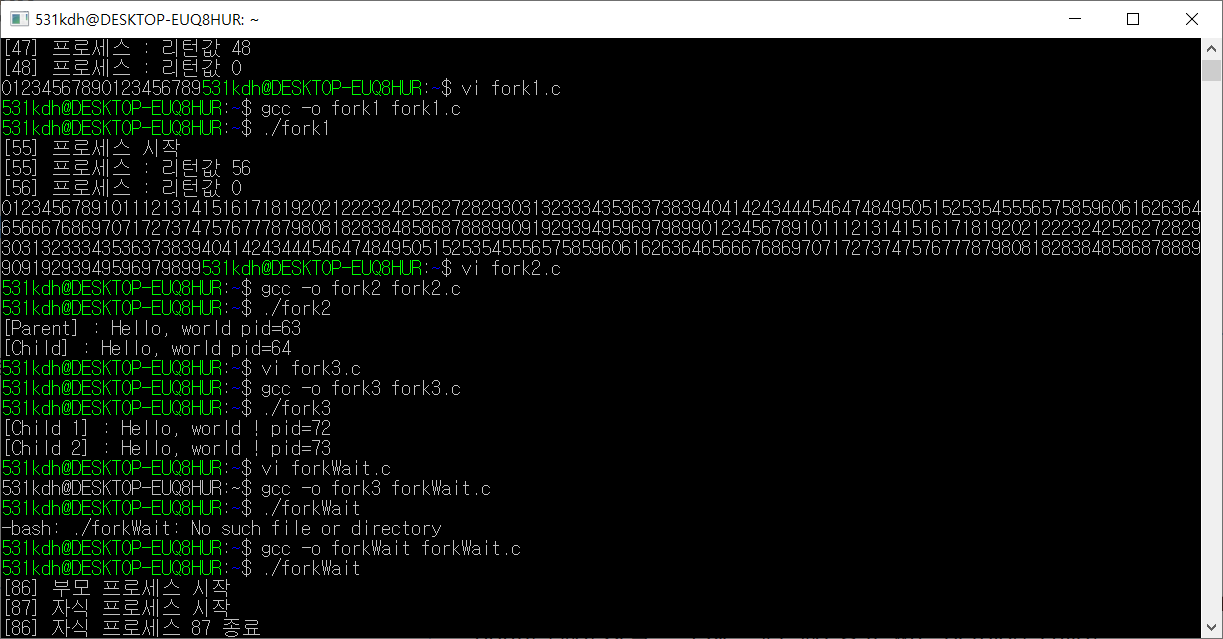 531kdh@DESKTOP-EUQ8HUR: ~
[47] 프로세스 : 리턴값 48
[48] 프로세스 : 리턴값 0
01234567890123456789531kdh@DESKTOP-EUQ8HUR:~$ vi fork1.c
531kdh@DESKTOP-EUQ8HUR:~$ gcc -o fork1 fork1.c
531kdh@DESKTOP-EUQ8HUR:~$ ./fork1
[55] 프로세스 시작
[55] 프로세스 : 리턴값 56
[56] 프로세스 : 리턴값 0
012345678910111213141516171819202122232425262728293031323334353637383940414243444546474849505152535455565758596061626364
656667686970717273747576777879808182838485868788899091929394959697989901234567891011121314151617181920212223242526272829
303132333435363738394041424344454647484950515253545556575859606162636465666768697071727374757677787980818283848586878889
90919293949596979899531kdh@DESKTOP-EUQ8HUR:~$ vi fork2.c
531kdh@DESKTOP-EUQ8HUR:~$ gcc -o fork2 fork2.c
531kdh@DESKTOP-EUQ8HUR:~$ ./fork2
[Parent] : Hello, world pid=63
[Child] : Hello, world pid=64
531kdh@DESKTOP-EUQ8HUR:~$ vi fork3.c
531kdh@DESKTOP-EUQ8HUR:~$ gcc -o fork3 fork3.c
531kdh@DESKTOP-EUQ8HUR:~$ ./fork3
[Child 1] : Hello, world ! pid=72
[Child 2] : Hello, world ! pid=73
531kdh@DESKTOP-EUQ8HUR:~$ vi forkWait.c
531kdh@DESKTOP-EUQ8HUR:~$ gcc -o fork3 forkWait.c
531kdh@DESKTOP-EUQ8HUR:~$ ./forkWait
-bash: ./forkWait: No such file or directory
531kdh@DESKTOP-EUQ8HUR:~$ gcc -o forkWait forkWait.c
531kdh@DESKTOP-EUQ8HUR:~$ ./forkWait
[86] 부모 프로세스 시작
[87] 자식 프로세스 시작
[86] 자식 프로세스 87 종료